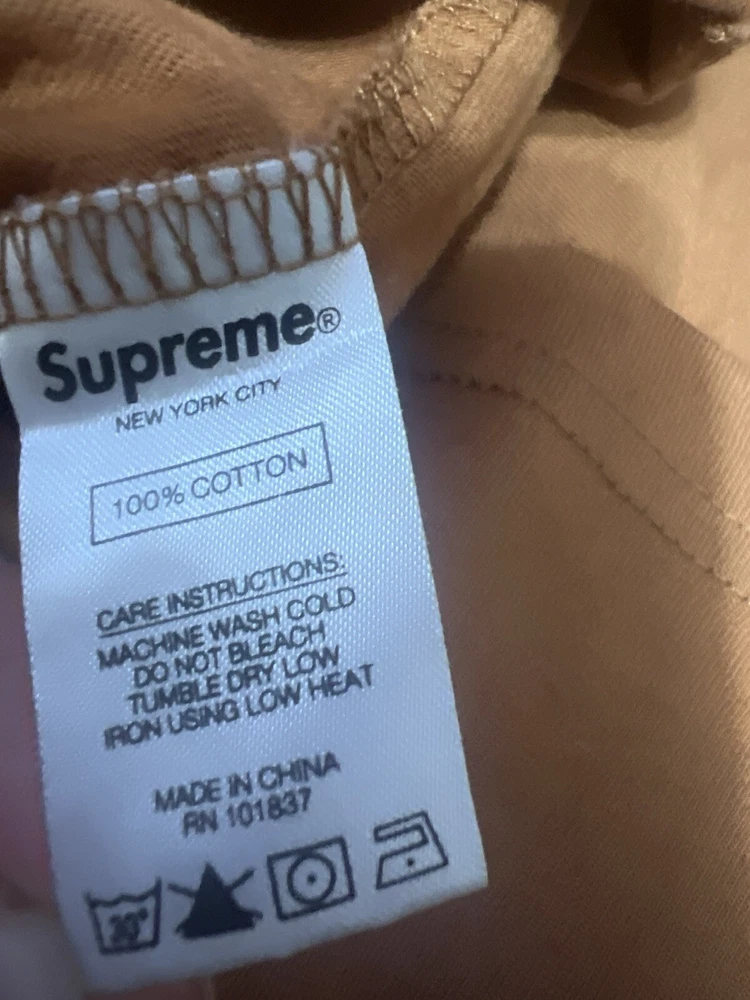 Supreme®
NEW YORK CITY
100% COTTON
CARE INSTRUCTIONS:
MACHINE WASH COLD
DO NOT BLEACH
TUMBLE DRY LOW
IRON USING LOW HEAT
MADE IN CHINA
RN 101837
30°